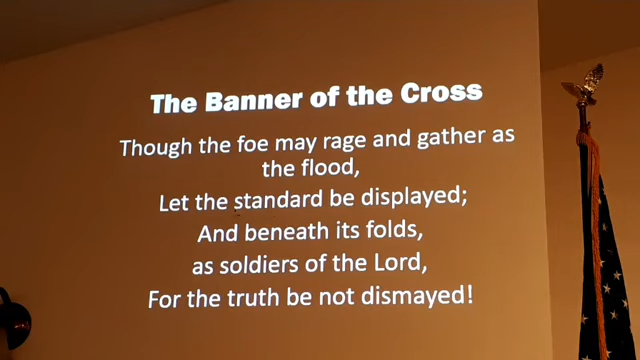 The Banner of the Cross
Though the foe may rage and gather as
the flood,
Let the standard be displayed;
And beneath its folds,
as soldiers of the Lord,
For the truth be not dismayed!